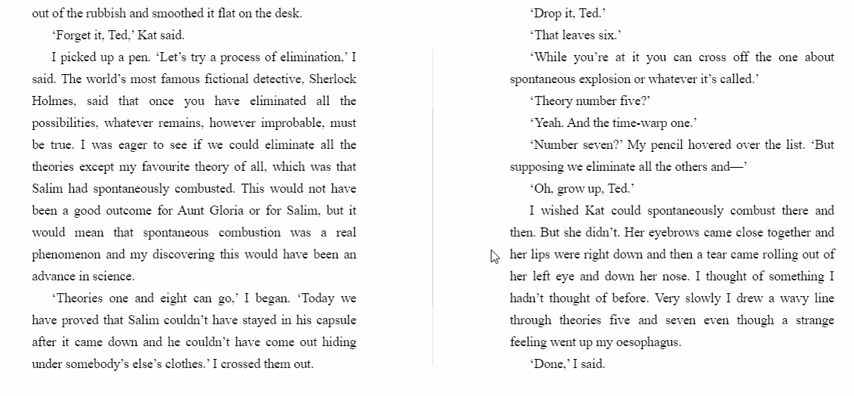 out of the rubbish and smoothed it flat on the desk.
‘Forget it, Ted,’ Kat said.
I picked up a pen. ‘Let’s try a process of elimination,’ I
said. The world’s most famous fictional detective, Sherlock
Holmes, said that once you have eliminated all the
possibilities, whatever remains, however improbable, must
be true. I was eager to see if we could eliminate all the
theories except my favourite theory of all, which was that
Salim had spontaneously combusted. This would not have
been a good outcome for Aunt Gloria or for Salim, but it
would mean that spontaneous combustion was a real
phenomenon and my discovering this would have been an
advance in science.
‘Theories one and eight can go,’ I began. ‘Today we
have proved that Salim couldn’t have stayed in his capsule
after it came down and he couldn’t have come out hiding
under somebody’s else’s clothes.’ I crossed them out.
‘Drop it, Ted.’
‘That leaves six.’
‘While you’re at it you can cross off the one about
spontaneous explosion or whatever it’s called.’
‘Theory number five?’
‘Yeah. And the time-warp one.’
‘Number seven?’ My pencil hovered over the list. ‘But
supposing we eliminate all the others and—’
‘Oh, grow up, Ted.’
I wished Kat could spontaneously combust there and
then. But she didn’t. Her eyebrows came close together and
her lips were right down and then a tear came rolling out of
her left eye and down her nose. I thought of something I
hadn’t thought of before. Very slowly I drew a wavy line
through theories five and seven even though a strange
feeling went up my oesophagus.
‘Done,’ I said.